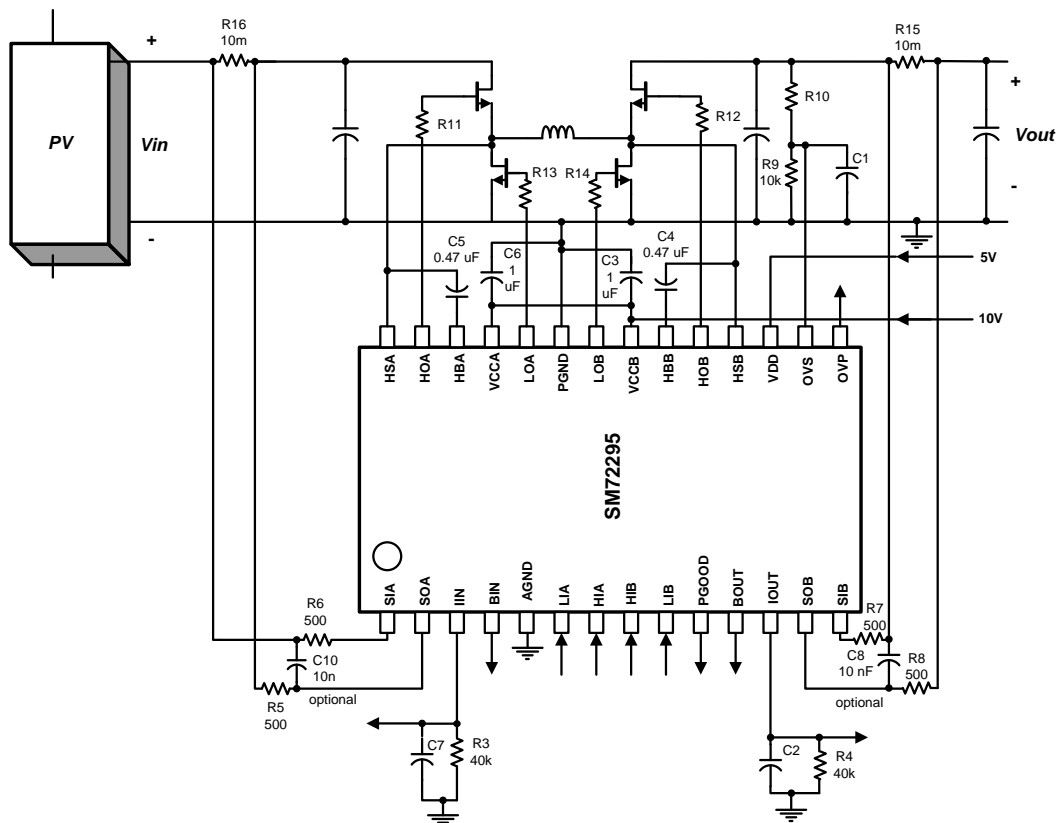 R16
10m
R15
10m
+
+
PV
Vin
Vout
-
-
R11
R12
R10
R13
R14
R9
10k
C1
C5
0.47 uF
C6
1
uF
C3
1
uF
C4
0.47 uF
5V
10V
HSA
HOA
HBA
VCCA
LOA
PGND
LOB
VCCB
HBB
HOB
HSB
VDD
OVS
OVP
SM72295
SIA
SOA
IIN
BIN
AGND
LIA
HIA
HIB
LIB
PGOOD
BOUT
IOUT
SOB
SIB
R6
500
C10
10n
R5
500
optional
R7
500
C8
10 nF
R8
500
optional
C7
R3
40k
C2
R4
40k